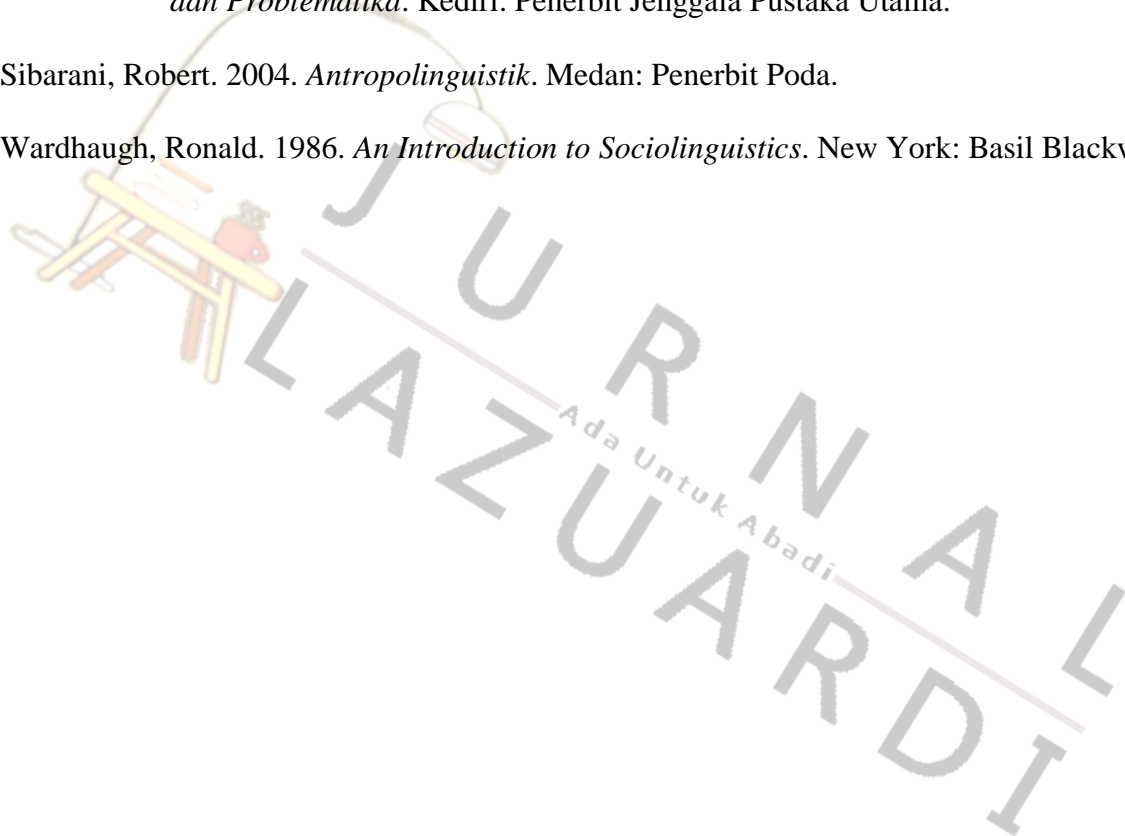 dan Problematika. Kediri: Penerbit Jenggala Pustaka Utama.
Sibarani, Robert. 2004. Antropolinguistik. Medan: Penerbit Poda.
Wardhaugh, Ronald. 1986. An Introduction to Sociolinguistics. New York: Basil
JURNAL
Ada Untuk Abadi
LAZUARDI